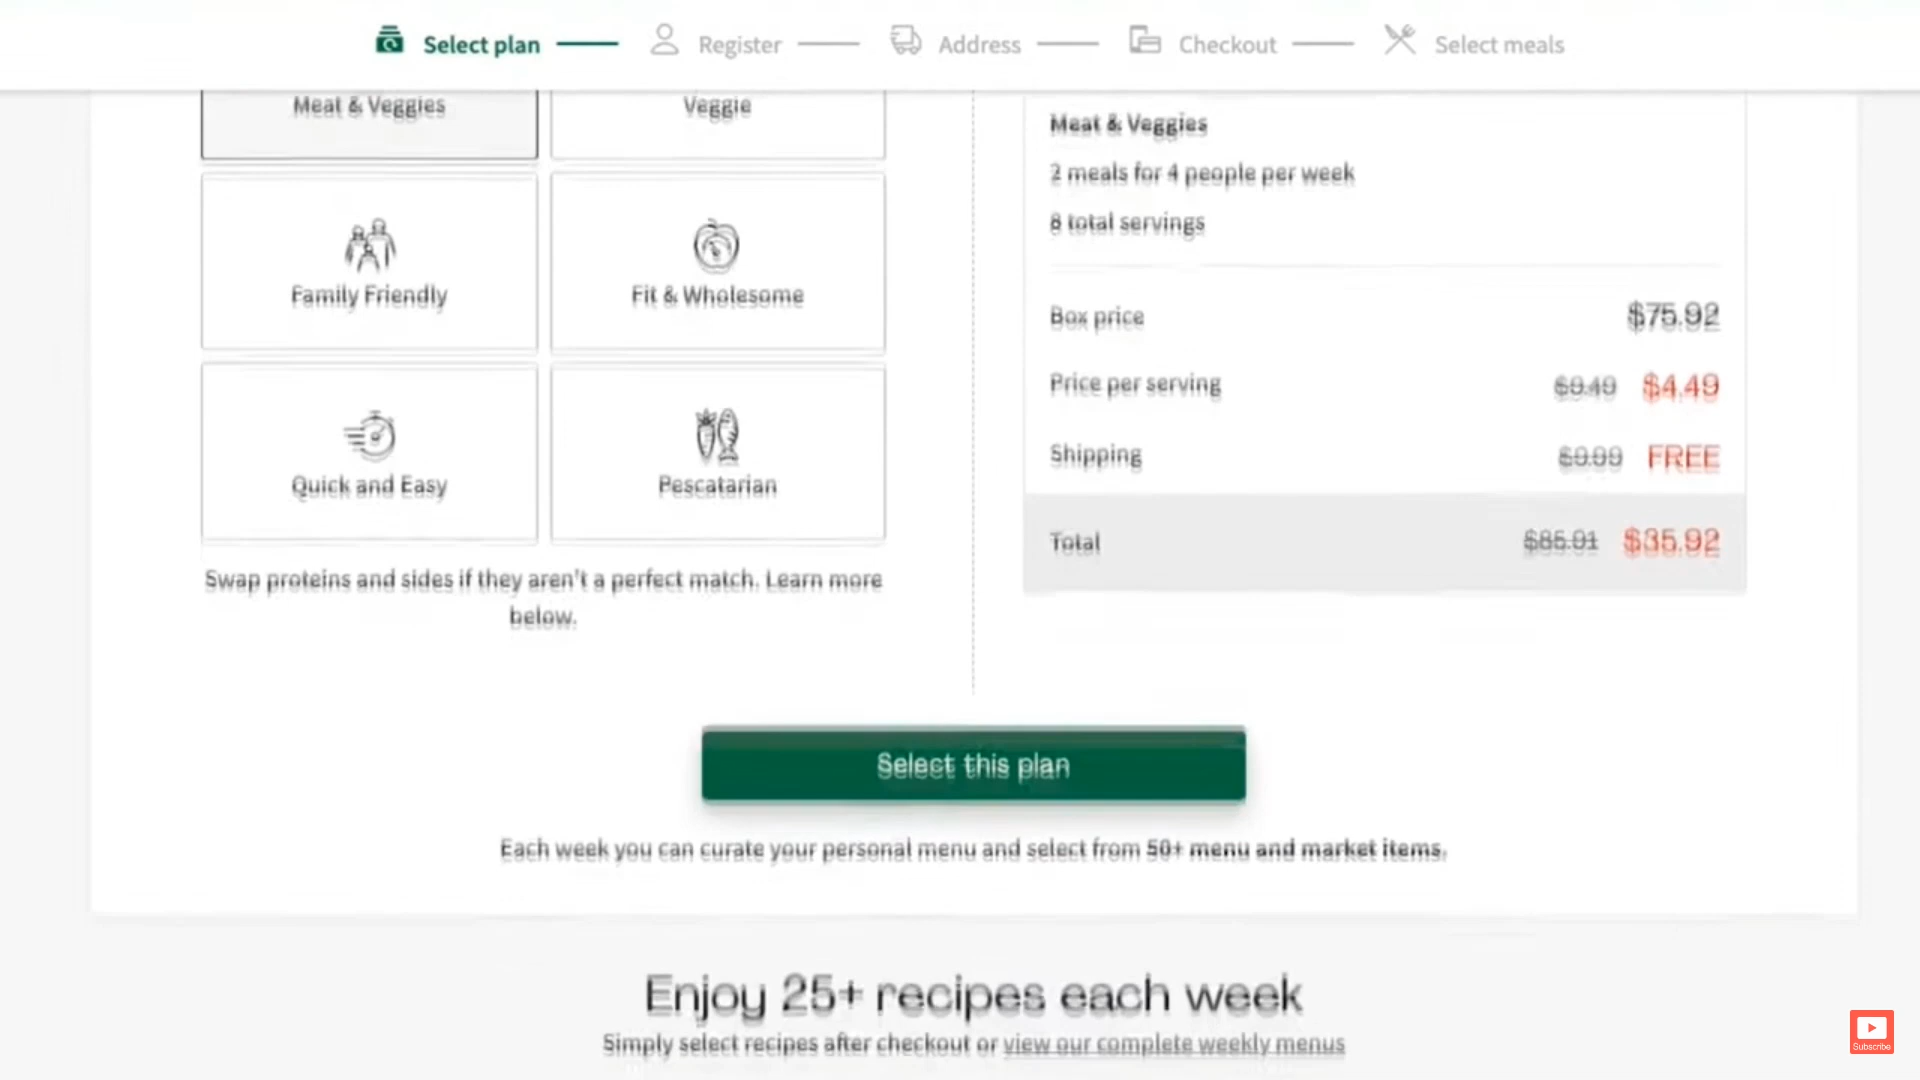 Select plan
Register
Address
Checkout
Select meals
Meat & Veggies
Veggie
Family Friendly
Fit & Wholesome
Quick and Easy
Pescatarian
Swap proteins and sides if they aren't a perfect match. Learn more
below.
Meat & Veggies
2 meals for 4 people per week
8 total servings
Box price $75.92
Price per serving $9.49 $4.49
Shipping $9.99 FREE
Total $85.91 $35.92
Select this plan
Each week you can curate your personal menu and select from 50+ menu and market items.
Enjoy 25+ recipes each week
Simply select recipes after checkout or view our complete weekly menus
Subscribe